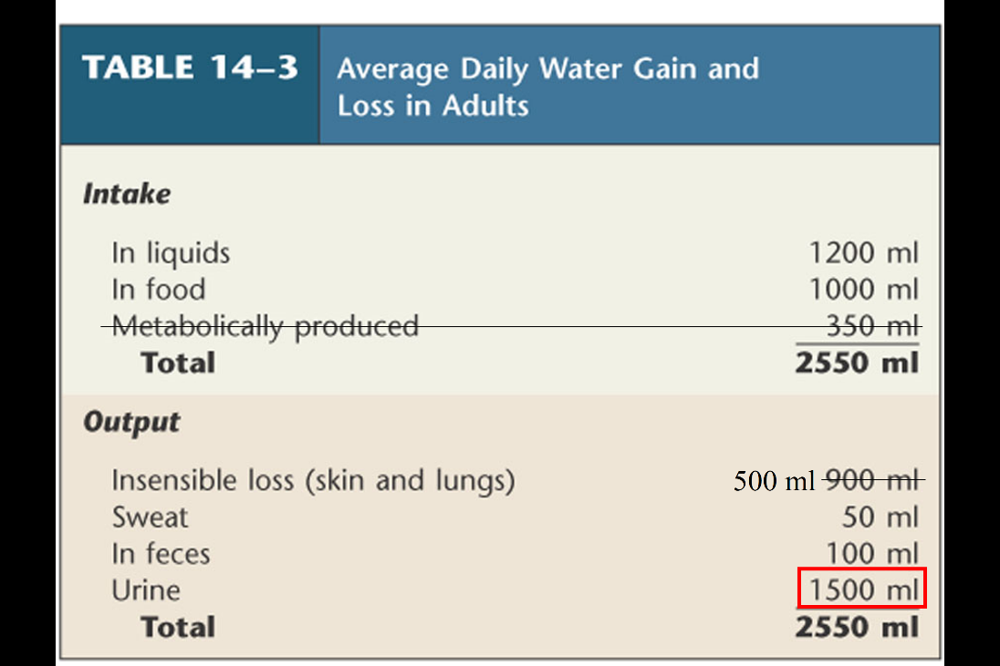 TABLE 14–3
Average Daily Water Gain and
Loss in Adults
Intake
In liquids 1200 ml
In food 1000 ml
Metabolically produced 350 ml
Total 2550 ml
Output
Insensible loss (skin and lungs) 500 ml 900 ml
Sweat 50 ml
In feces 100 ml
Urine 1500 ml
Total 2550 ml